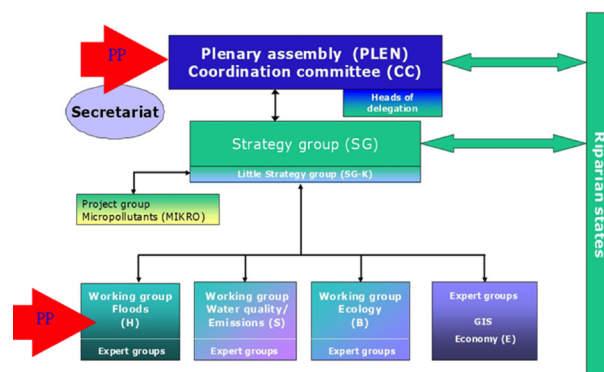 PP
Plenary assembly (PLEN)
Coordination committee (CC)
Heads of
delegation
Secretariat
Strategy group (SG)
Little Strategy group (SG-K)
Project group
Micropollutants (MIKRO)
Riparian states
PP
Working group
Floods
(H)
Expert groups
Working group
Water quality/
Emissions (S)
Expert groups
Working group
Ecology
(B)
Expert groups
Expert groups
GIS
Economy (E)